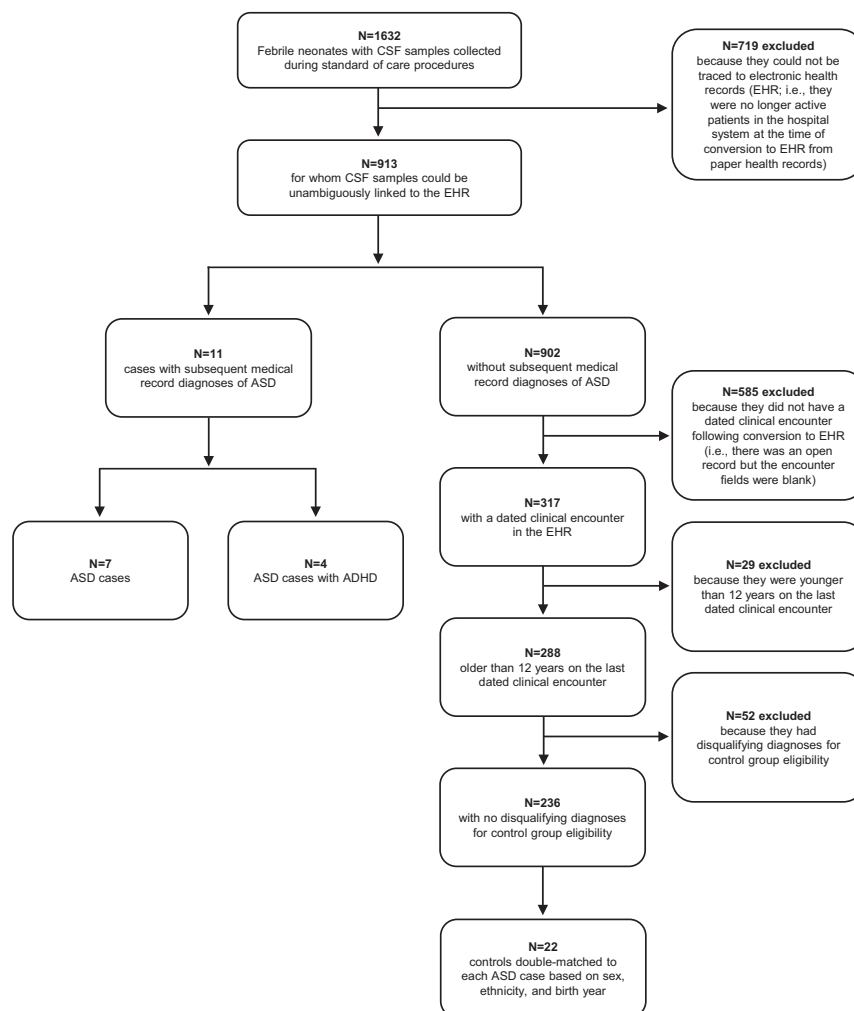 N=1632
Febrile neonates with CSF samples collected
during standard of care procedures
N=719 excluded
because they could not be
traced to electronic health
records (EHR; i.e., they
were no longer active
patients in the hospital
system at the time of
conversion to EHR from
paper health records)
N=913
for whom CSF samples could be
unambiguously linked to the EHR
N=11
cases with subsequent medical
record diagnoses of ASD
N=902
without subsequent medical
record diagnoses of ASD
N=585 excluded
because they did not have a
dated clinical encounter
following conversion to EHR
(i.e., there was an open
record but the encounter
fields were blank)
N=317
with a dated clinical encounter
in the EHR
N=7
ASD cases
N=4
ASD cases with ADHD
N=29 excluded
because they were younger
than 12 years on the last
dated clinical encounter
N=288
older than 12 years on the last
dated clinical encounter
N=52 excluded
because they had
disqualifying diagnoses for
control group eligibility
N=236
with no disqualifying diagnoses
for control group eligibility
N=22
controls double-matched to
each ASD case based on sex,
ethnicity, and birth year